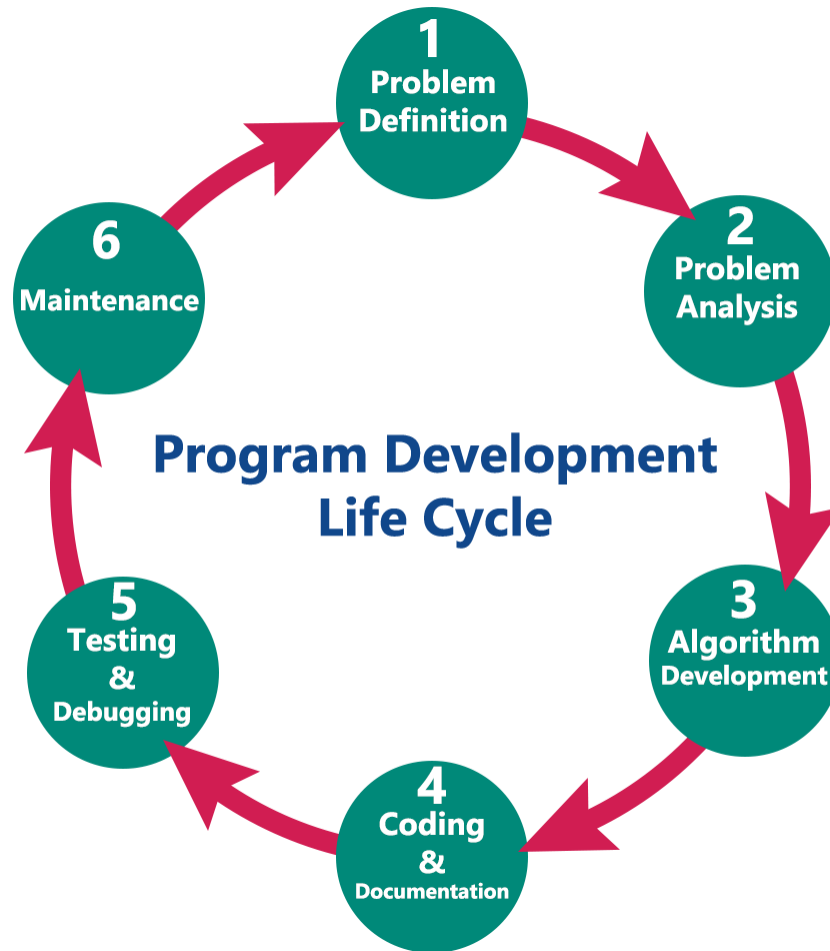 1
Problem
Definition
2
Problem
Analysis
3
Algorithm
Development
4
Coding
&
Documentation
5
Testing
&
Debugging
6
Maintenance
Program Development
Life Cycle